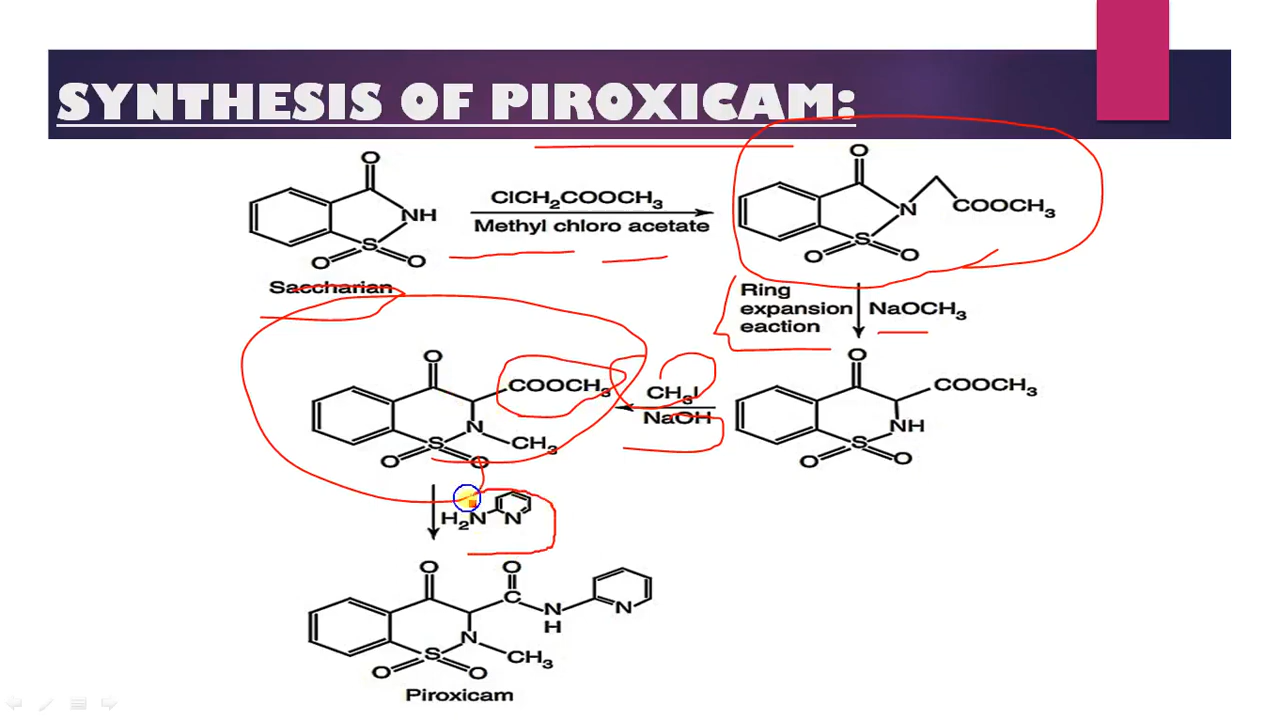 SYNTHESIS OF PIROXICAM:
O
NH
S
O O
Saccharian
ClCH2COOCH3
Methyl chloro acetate
O
N
COOCH3
S
O O
Ring
expansion
eaction
NaOCH3
O
COOCH3
NH
S
O O
CH3I
NaOH
O
COOCH3
N
CH3
S
O O
H2N N
O O
C
N
H
N
N
CH3
S
O O
Piroxicam